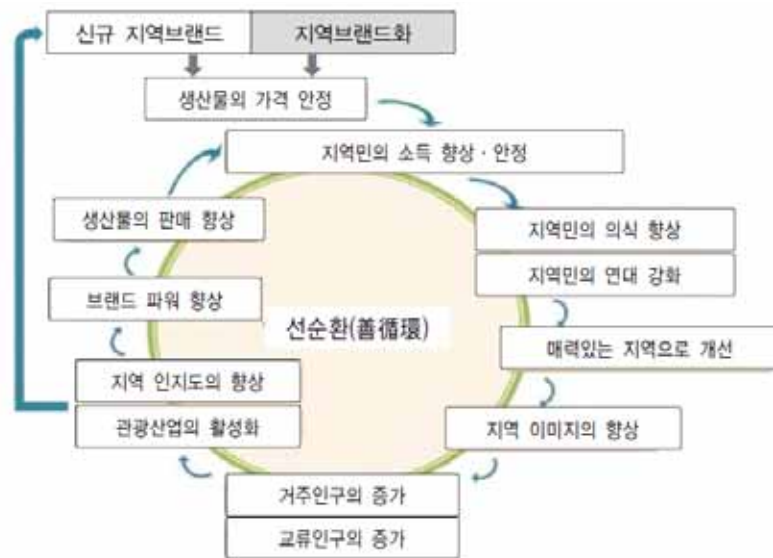 신규 지역브랜드
지역브랜드화
생산물의 가격 안정
지역민의 소득 향상·안정
지역민의 의식 향상
지역민의 연대 강화
매력있는 지역으로 개선
지역 이미지의 향상
거주인구의 증가
교류인구의 증가
관광산업의 활성화
지역 인지도의 향상
브랜드 파워 향상
생산물의 판매 향상
선순환(善循環)